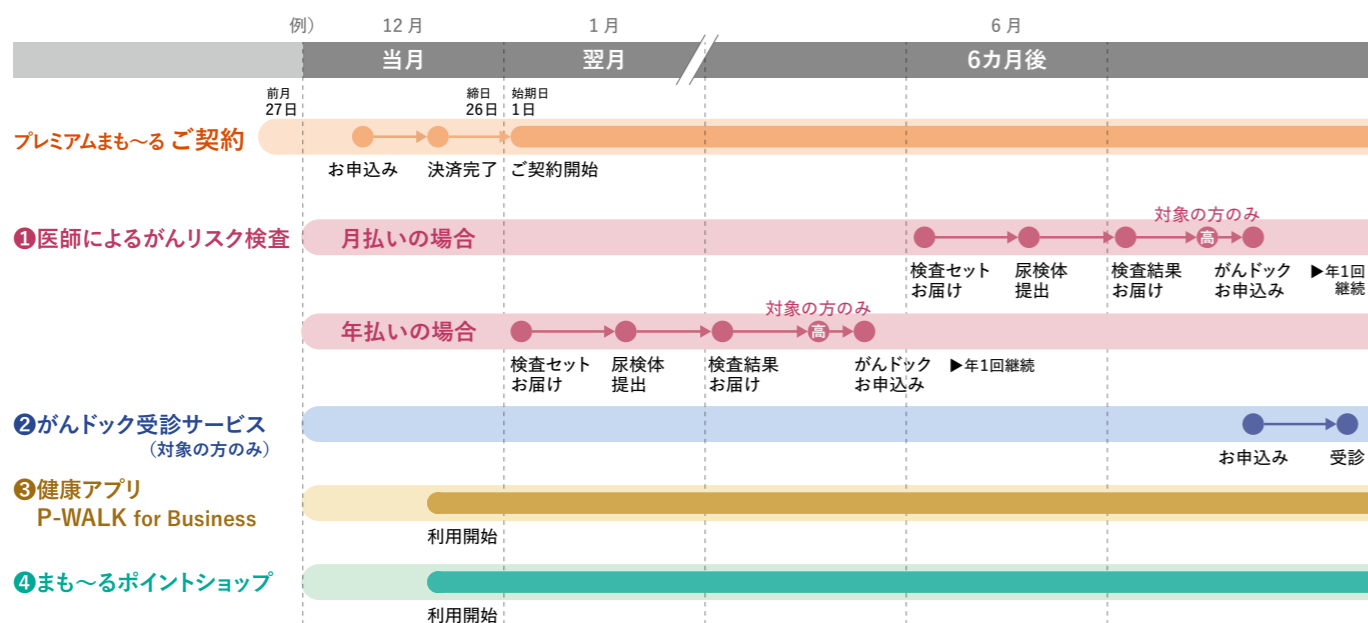 例)
12月
1月
6月
当月
翌月
6カ月後
前月
27日
締日
26日
始期日
1日
プレミアムまも~る ご契約
お申込み
決済完了
ご契約開始
❶医師によるがんリスク検査
月払いの場合
対象の方のみ
高
検査セット
お届け
尿検体
提出
検査結果
お届け
がんドック
お申込み
▶年1回
継続
年払いの場合
対象の方のみ
高
検査セット
お届け
尿検体
提出
検査結果
お届け
がんドック
お申込み
▶年1回継続
❷がんドック受診サービス
(対象の方のみ)
お申込み
受診
❸健康アプリ
P-WALK for Business
利用開始
❹まも~るポイントショップ
利用開始